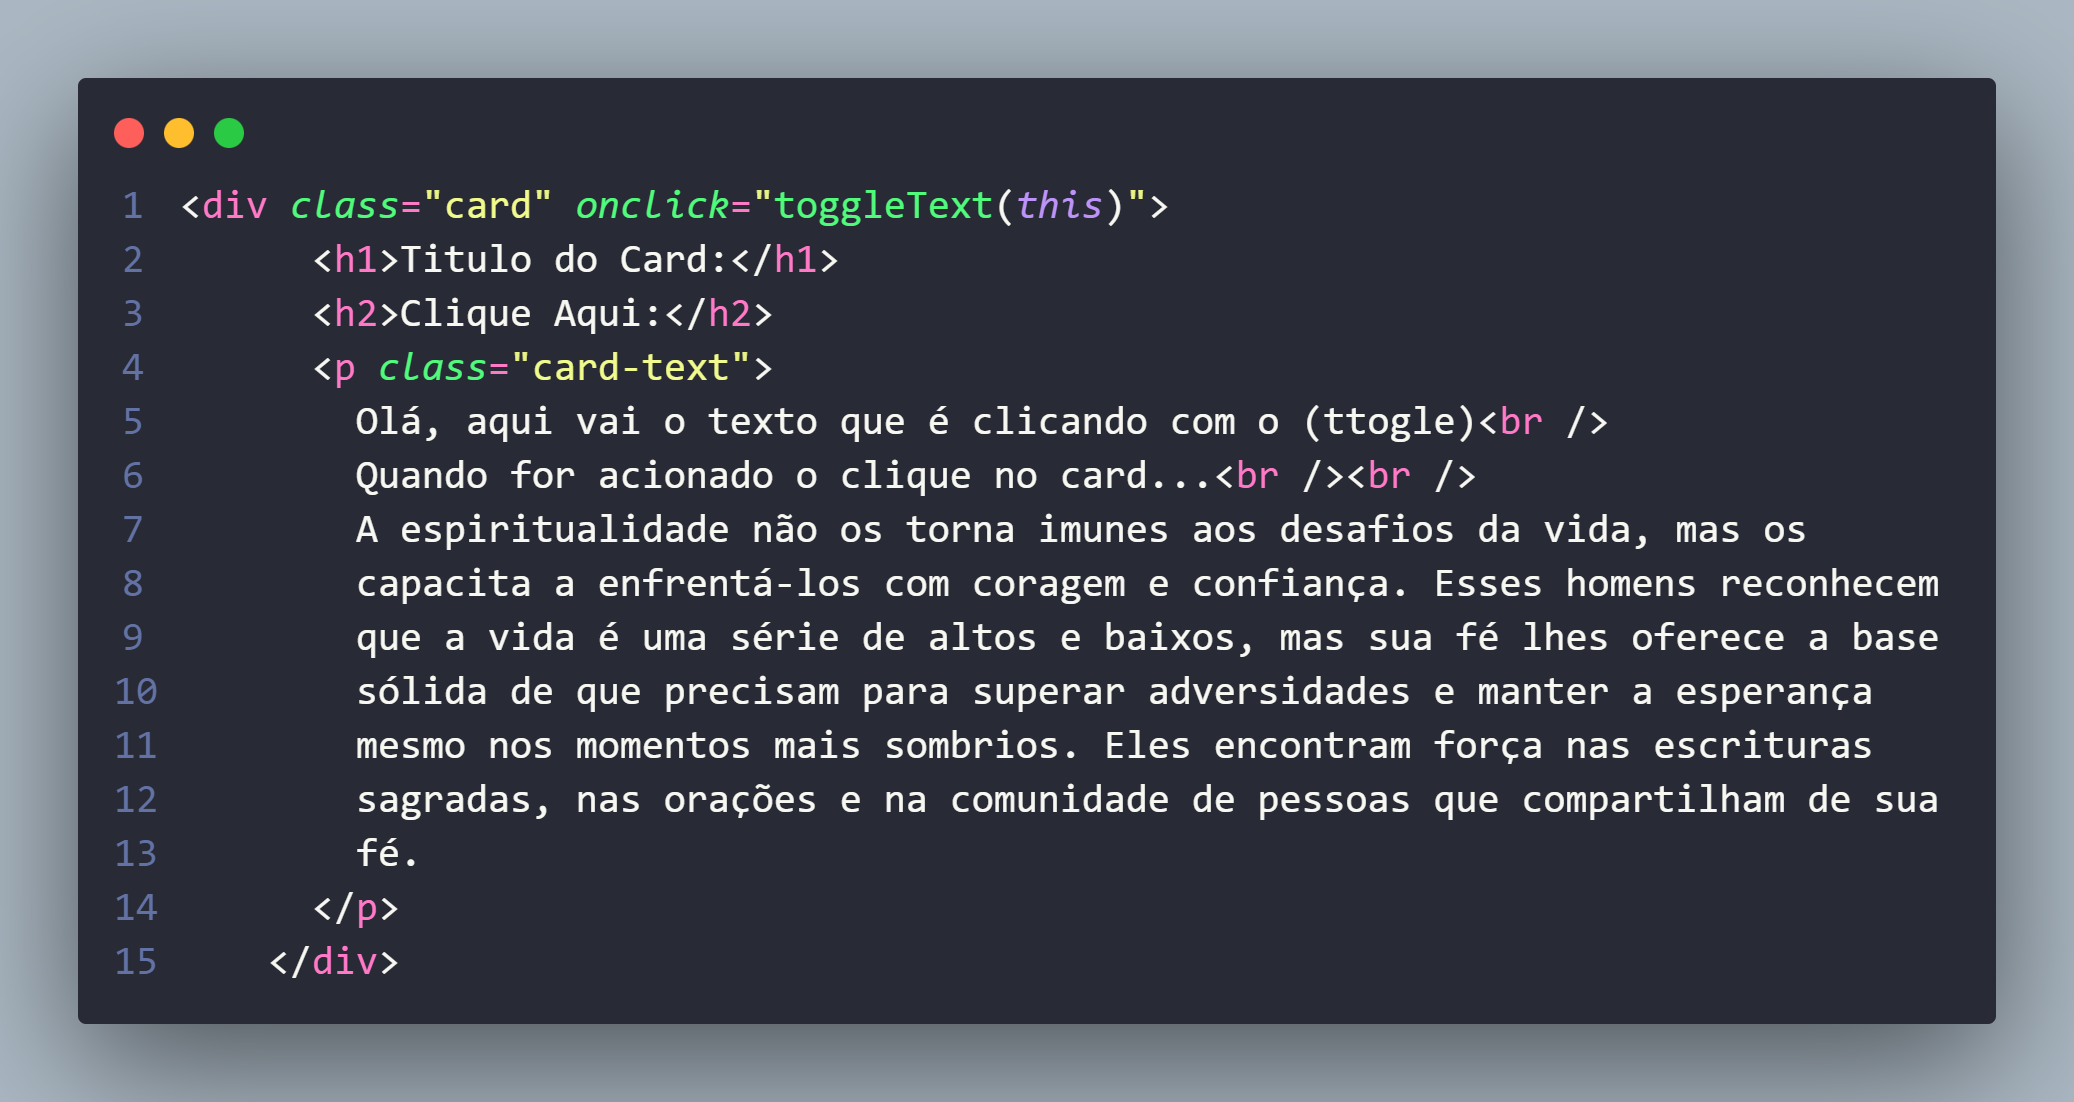 1 <div class="card" onclick="toggleText(this)">
2 <h1>Titulo do Card:</h1>
3 <h2>Clique Aqui:</h2>
4 <p class="card-text">
5 Olá, aqui vai o texto que é clicando com o (ttogle)<br />
6 Quando for acionado o clique no card...<br /><br />
7 A espiritualidade não os torna imunes aos desafios da vida, mas os
8 capacita a enfrentá-los com coragem e confiança. Esses homens reconhecem
9 que a vida é uma série de altos e baixos, mas sua fé lhes oferece a base
10 sólida de que precisam para superar adversidades e manter a esperança
11 mesmo nos momentos mais sombrios. Eles encontram força nas escrituras
12 sagradas, nas orações e na comunidade de pessoas que compartilham de sua
13 fé.
14 </p>
15 </div>